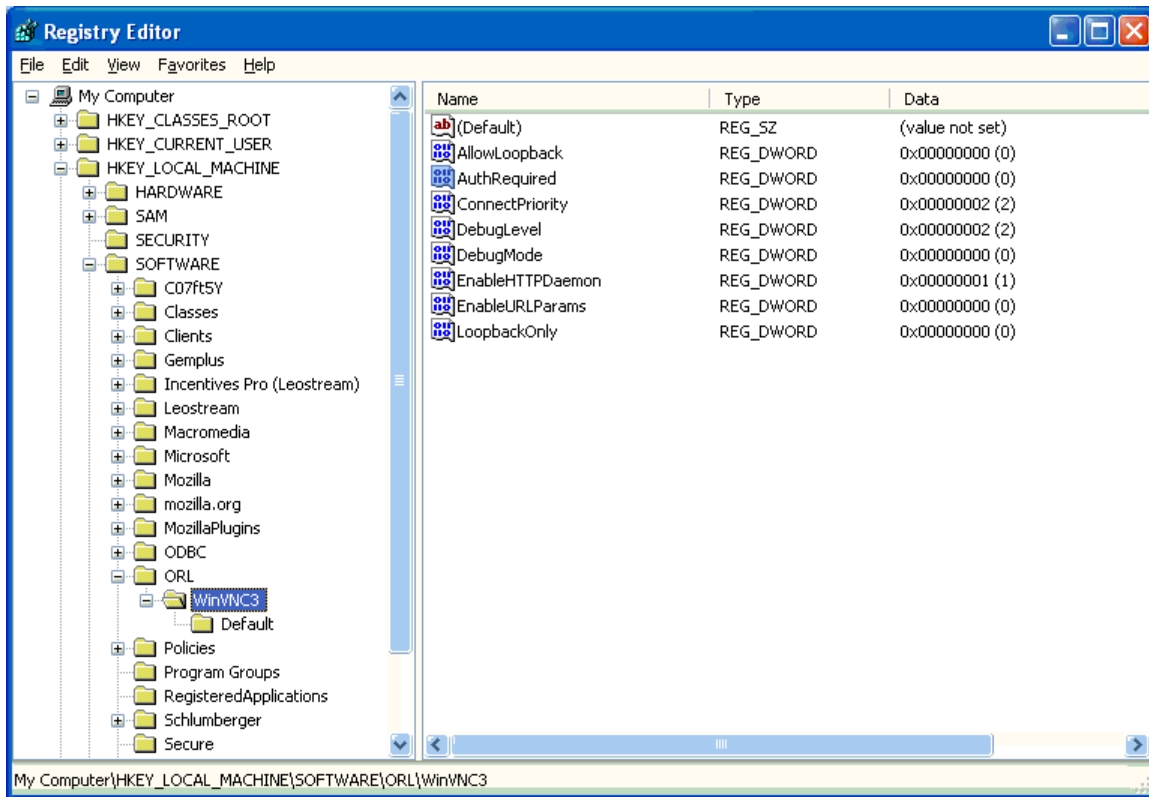 Registry Editor
File Edit View Favorites Help
My Computer
HKEY_CLASSES_ROOT
HKEY_CURRENT_USER
HKEY_LOCAL_MACHINE
HARDWARE
SAM
SECURITY
SOFTWARE
C07ft5Y
Classes
Clients
Gemplus
Incentives Pro (Leostream)
Leostream
Macromedia
Microsoft
Mozilla
mozilla.org
MozillaPlugins
ODBC
ORL
WinVNC3
Default
Policies
Program Groups
RegisteredApplications
Schlumberger
Secure
Name Type Data
(Default) REG_SZ (value not set)
AllowLoopback REG_DWORD 0x00000000 (0)
AuthRequired REG_DWORD 0x00000000 (0)
ConnectPriority REG_DWORD 0x00000002 (2)
DebugLevel REG_DWORD 0x00000002 (2)
DebugMode REG_DWORD 0x00000000 (0)
EnableHTTPDaemon REG_DWORD 0x00000001 (1)
EnableURLParams REG_DWORD 0x00000000 (0)
LoopbackOnly REG_DWORD 0x00000000 (0)
My Computer\HKEY_LOCAL_MACHINE\SOFTWARE\ORL\WinVNC3